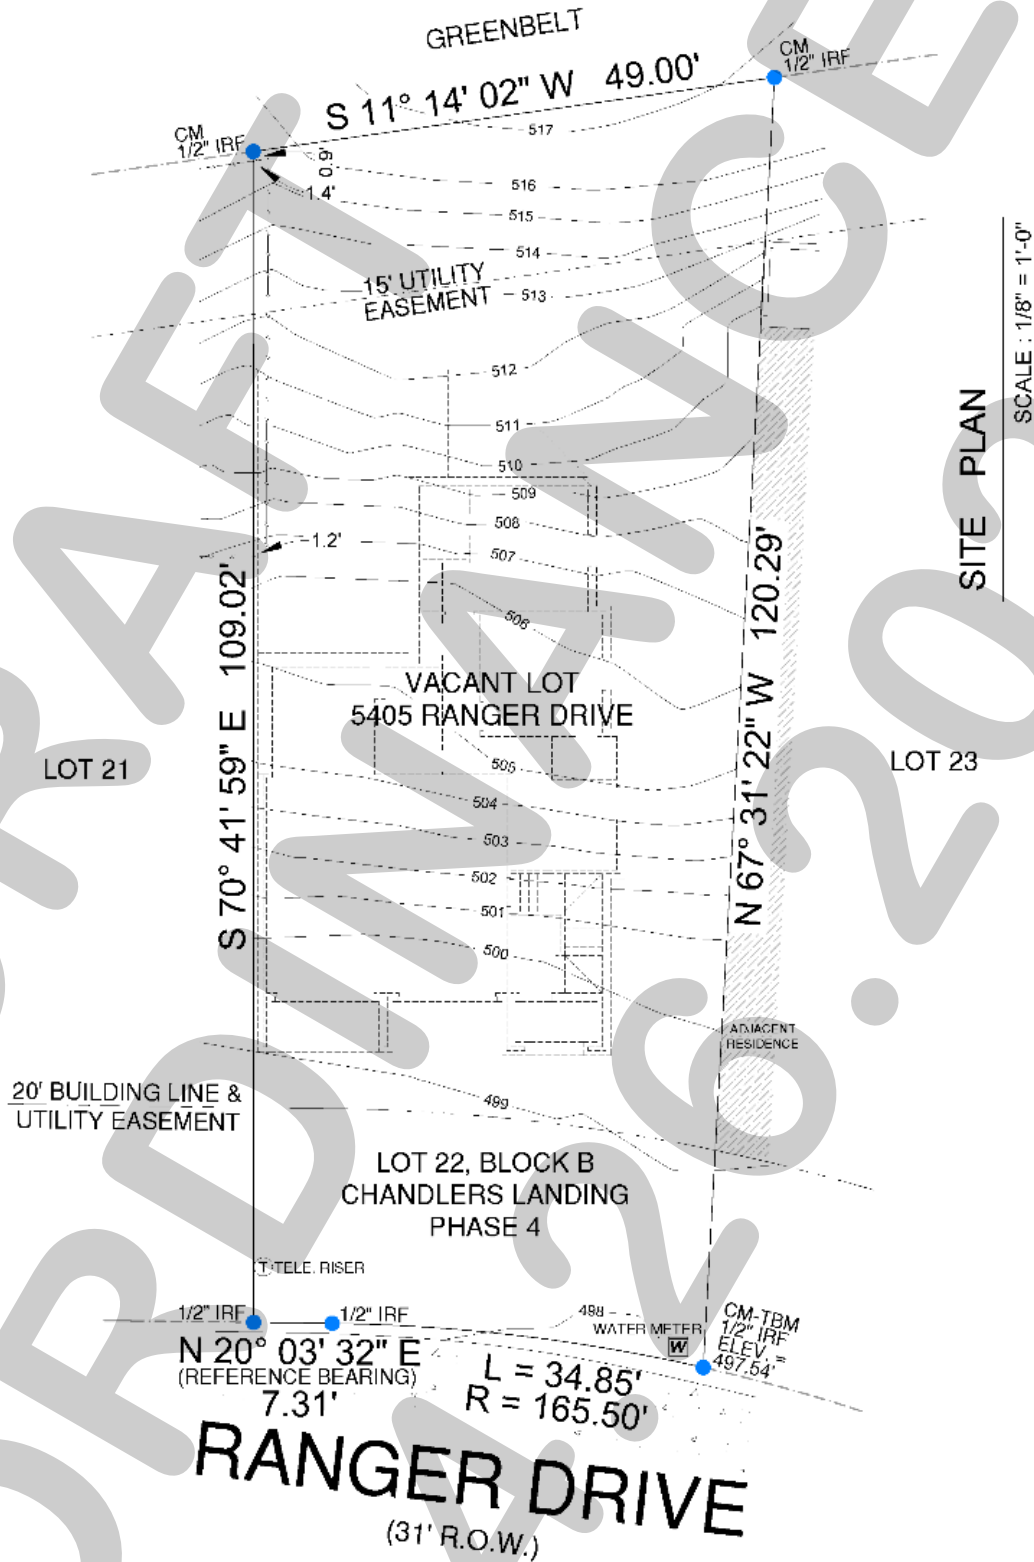 GREENBELT
S 11° 14' 02" W 49.00'
CM
1/2" IRF
CM
1/2" IRF
0.9'
1.4'
517
516
515
514
513
15' UTILITY
EASEMENT
512
511
510
509
508
507
506
1.2'
S 70° 41' 59" E 109.02'
N 67° 31' 22" W 120.29'
SITE PLAN
SCALE : 1/8" = 1'-0"
VACANT LOT
5405 RANGER DRIVE
LOT 21
LOT 23
505
504
503
502
501
500
ADJACENT
RESIDENCE
20' BUILDING LINE &
UTILITY EASEMENT
499
LOT 22, BLOCK B
CHANDLERS LANDING
PHASE 4
T TELE. RISER
1/2" IRF
1/2" IRF
498
WATER METER
W
CM-TBM
1/2" IRF
ELEV. =
497.54'
N 20° 03' 32" E
(REFERENCE BEARING)
7.31'
L = 34.85'
R = 165.50'
RANGER DRIVE
(31' R.O.W.)